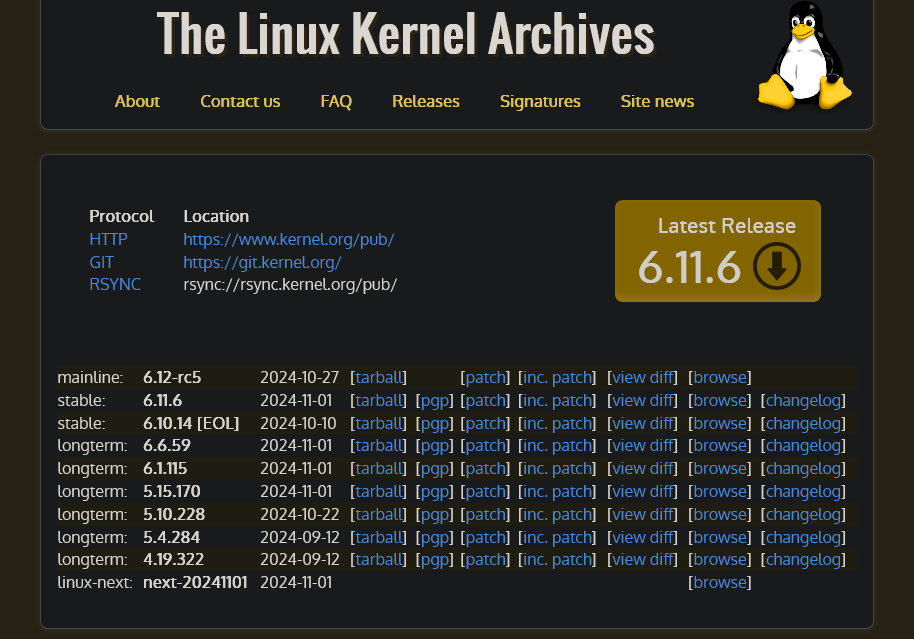 The Linux Kernel Archives
About Contact us FAQ Releases Signatures Site news
Protocol Location
HTTP https://www.kernel.org/pub/
GIT https://git.kernel.org/
RSYNC rsync://rsync.kernel.org/pub/
Latest Release
6.11.6
mainline: 6.12-rc5 2024-10-27 [tarball] [patch] [inc. patch] [view diff] [browse]
stable: 6.11.6 2024-11-01 [tarball] [pgp] [patch] [inc. patch] [view diff] [browse] [changelog]
stable: 6.10.14 [EOL] 2024-10-10 [tarball] [pgp] [patch] [inc. patch] [view diff] [browse] [changelog]
longterm: 6.6.59 2024-11-01 [tarball] [pgp] [patch] [inc. patch] [view diff] [browse] [changelog]
longterm: 6.1.115 2024-11-01 [tarball] [pgp] [patch] [inc. patch] [view diff] [browse] [changelog]
longterm: 5.15.170 2024-11-01 [tarball] [pgp] [patch] [inc. patch] [view diff] [browse] [changelog]
longterm: 5.10.228 2024-10-22 [tarball] [pgp] [patch] [inc. patch] [view diff] [browse] [changelog]
longterm: 5.4.284 2024-09-12 [tarball] [pgp] [patch] [inc. patch] [view diff] [browse] [changelog]
longterm: 4.19.322 2024-09-12 [tarball] [pgp] [patch] [inc. patch] [view diff] [browse] [changelog]
linux-next: next-20241101 2024-11-01 [browse]